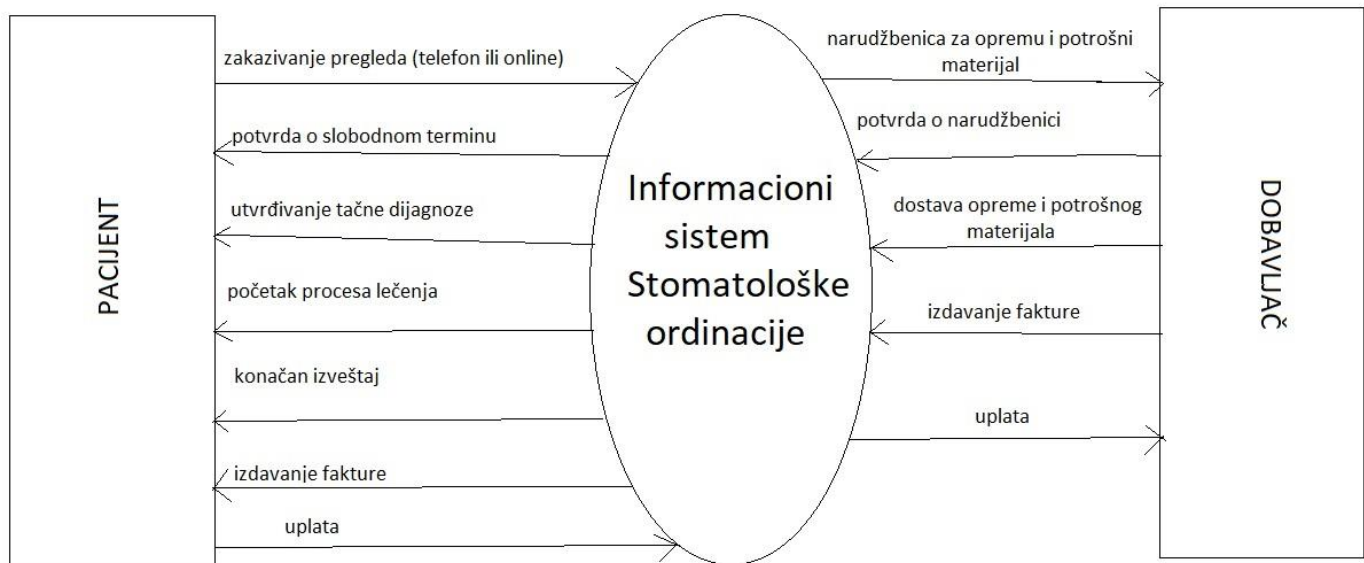 PACIJENT
zakazivanje pregleda (telefon ili online)
potvrda o slobodnom terminu
utvrđivanje tačne dijagnoze
početak procesa lečenja
konačan izveštaj
izdavanje fakture
uplata
Informacioni
sistem
Stomatološke
ordinacije
narudžbenica za opremu i potrošni
materijal
potvrda o narudžbenici
dostava opreme i potrošnog
materijala
izdavanje fakture
uplata
DOBAVLJAČ